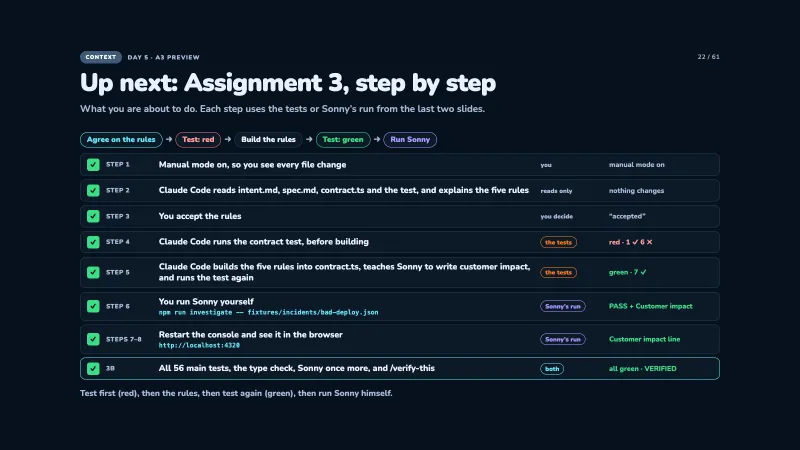 CONTEXT DAY 5 · A3 PREVIEW 22 / 61
Up next: Assignment 3, step by step
What you are about to do. Each step uses the tests or Sonny's run from the last two slides.
Agree on the rules → Test: red → Build the rules → Test: green → Run Sonny
STEP 1 Manual mode on, so you see every file change you manual mode on
STEP 2 Claude Code reads intent.md, spec.md, contract.ts and the test, and explains the five rules reads only nothing changes
STEP 3 You accept the rules you decide “accepted”
STEP 4 Claude Code runs the contract test, before building the tests red · 1 ✓ 6 ✕
STEP 5 Claude Code builds the five rules into contract.ts, teaches Sonny to write customer impact, the tests green · 7 ✓
and runs the test again
STEP 6 You run Sonny yourself Sonny's run PASS + Customer impact
npm run investigate -- fixtures/incidents/bad-deploy.json
STEPS 7–8 Restart the console and see it in the browser Sonny's run Customer impact line
http://localhost:4320
3B All 56 main tests, the type check, Sonny once more, and /verify-this both all green · VERIFIED
Test first (red), then the rules, then test again (green), then run Sonny himself.